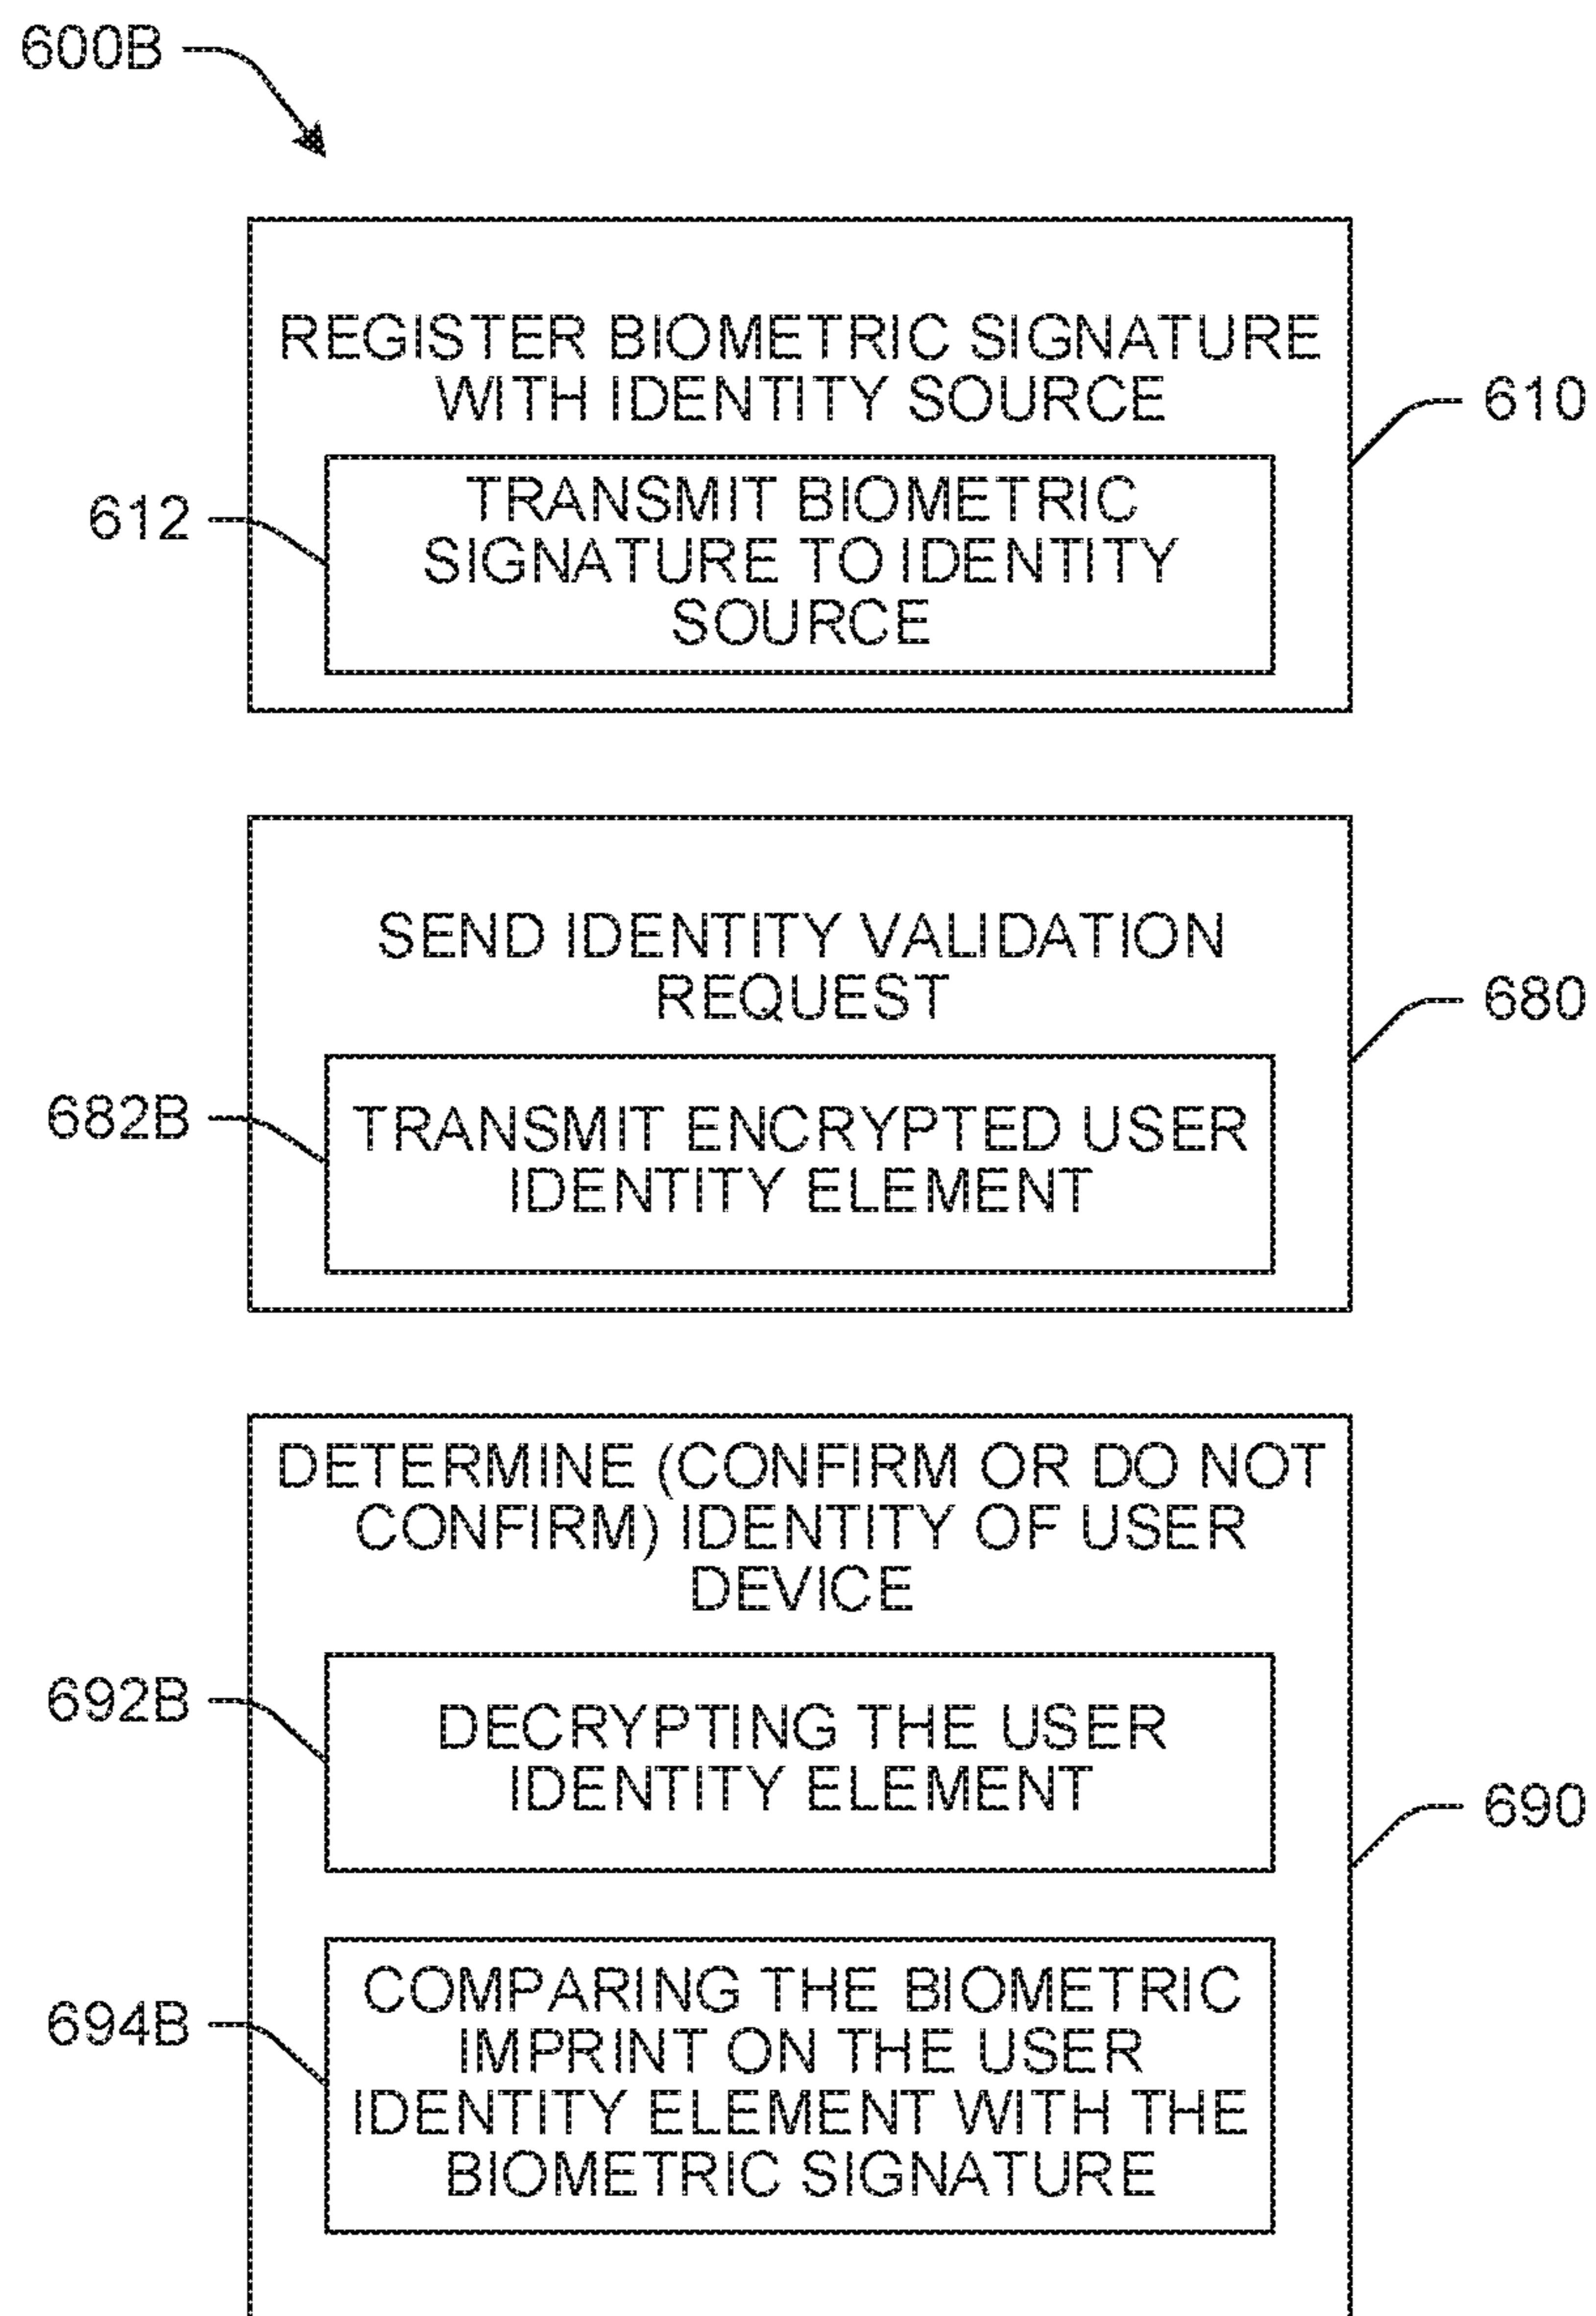 600B
REGISTER BIOMETRIC SIGNATURE
WITH IDENTITY SOURCE
610
TRANSMIT BIOMETRIC
SIGNATURE TO IDENTITY
SOURCE
612
SEND IDENTITY VALIDATION
REQUEST
680
TRANSMIT ENCRYPTED USER
IDENTITY ELEMENT
682B
DETERMINE (CONFIRM OR DO NOT
CONFIRM) IDENTITY OF USER
DEVICE
692B
DECRYPTING THE USER
IDENTITY ELEMENT
690
694B
COMPARING THE BIOMETRIC
IMPRINT ON THE USER
IDENTITY ELEMENT WITH THE
BIOMETRIC SIGNATURE